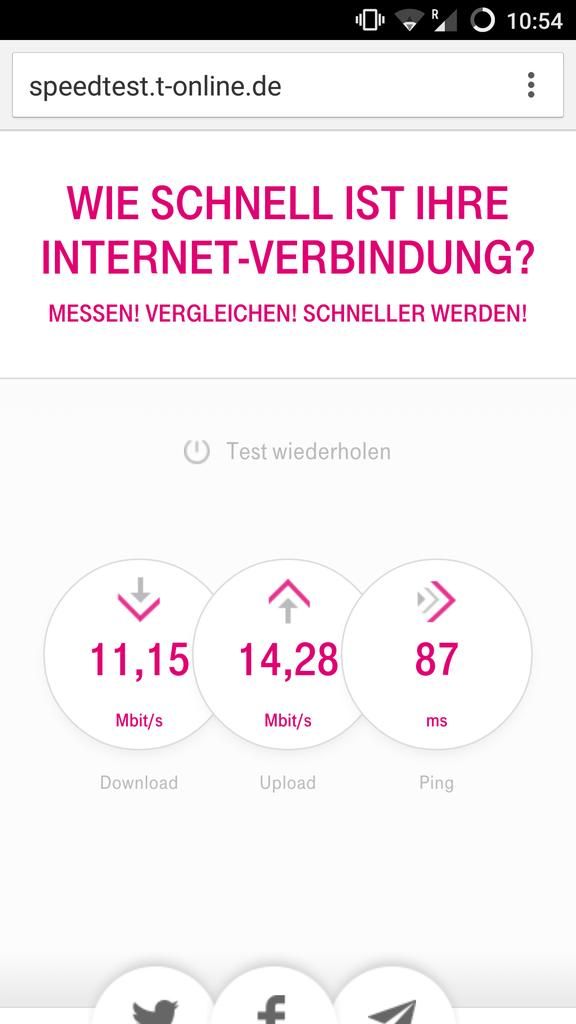 R 10:54
speedtest.t-online.de
WIE SCHNELL IST IHRE
INTERNET-VERBINDUNG?
MESSEN! VERGLEICHEN! SCHNELLER WERDEN!
Test wiederholen
11,15 14,28 87
Mbit/s Mbit/s ms
Download Upload Ping